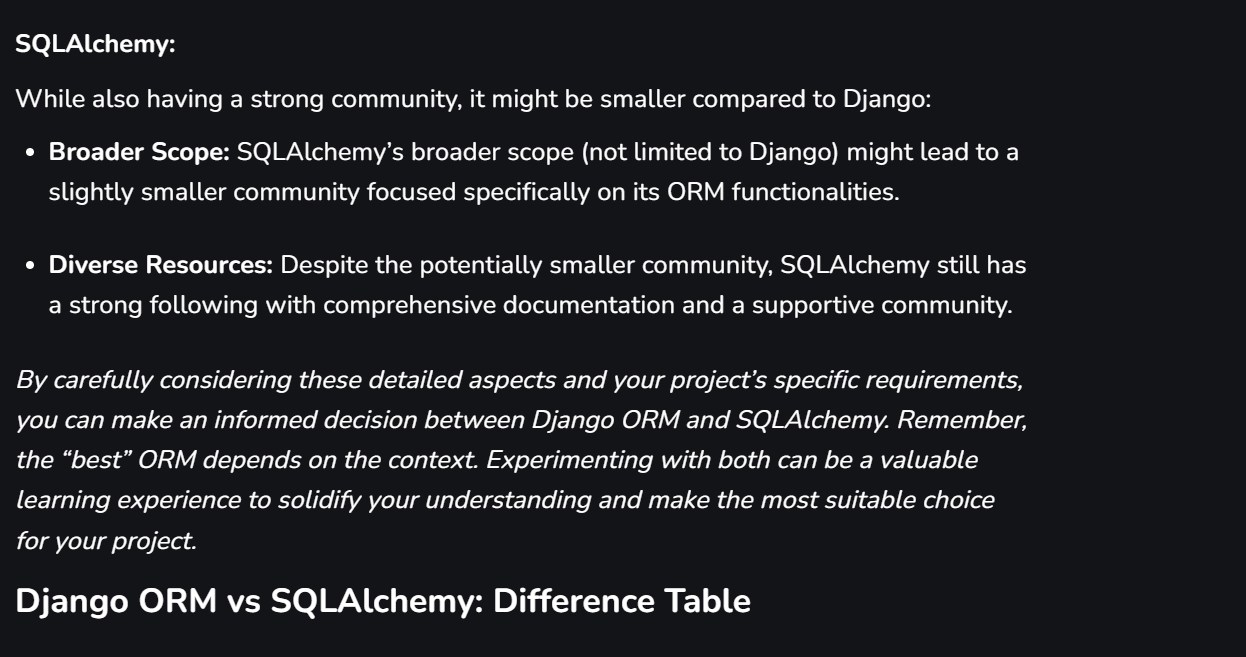 SQLAlchemy:
While also having a strong community, it might be smaller compared to Django:
• Broader Scope: SQLAlchemy’s broader scope (not limited to Django) might lead to a
slightly smaller community focused specifically on its ORM functionalities.
• Diverse Resources: Despite the potentially smaller community, SQLAlchemy still has
a strong following with comprehensive documentation and a supportive community.
By carefully considering these detailed aspects and your project’s specific requirements,
you can make an informed decision between Django ORM and SQLAlchemy. Remember,
the “best” ORM depends on the context. Experimenting with both can be a valuable
learning experience to solidify your understanding and make the most suitable choice
for your project.
Django ORM vs SQLAlchemy: Difference Table